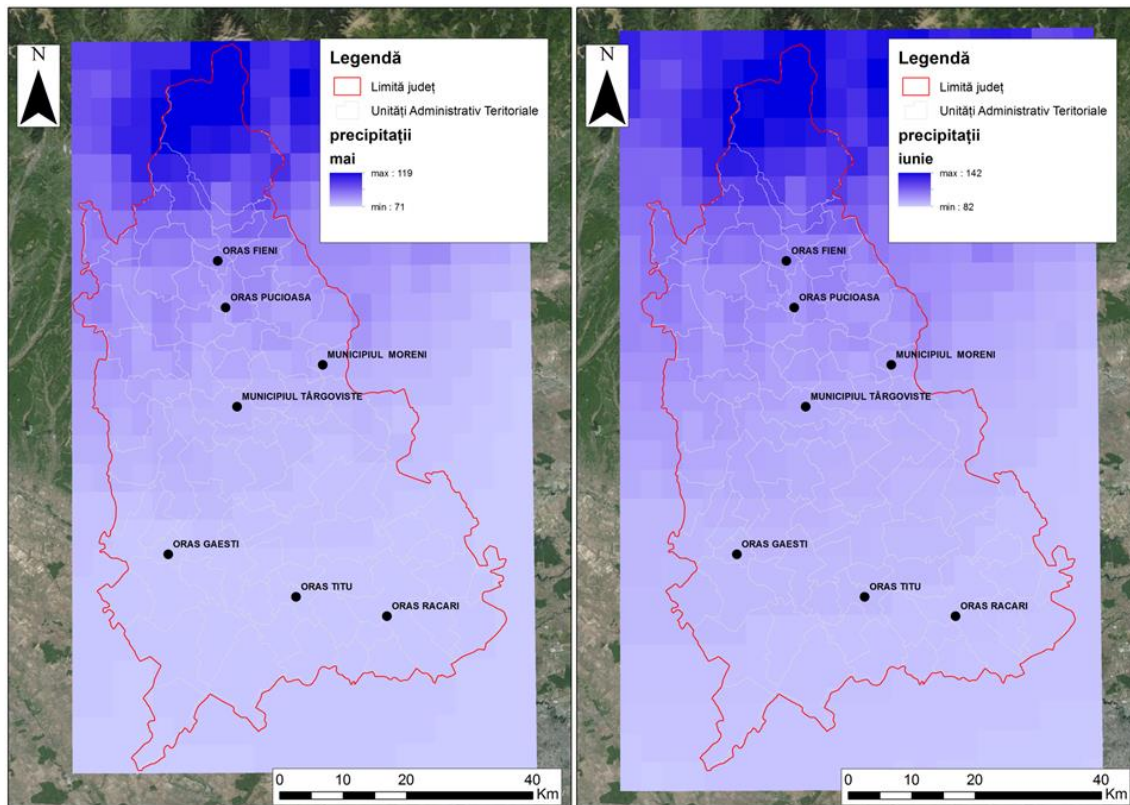 N
Legendă
Limită județ
Unități Administrativ Teritoriale
precipitații
mai
max : 119
min : 71
ORAS FIENI
ORAS PUCIOASA
MUNICIPIUL MORENI
MUNICIPIUL TÂRGOVISTE
ORAS GAESTI
ORAS TITU
ORAS RACARI
0 10 20 40
Km
N
Legendă
Limită județ
Unități Administrativ Teritoriale
precipitații
iunie
max : 142
min : 82
ORAS FIENI
ORAS PUCIOASA
MUNICIPIUL MORENI
MUNICIPIUL TÂRGOVISTE
ORAS GAESTI
ORAS TITU
ORAS RACARI
0 10 20 40
Km